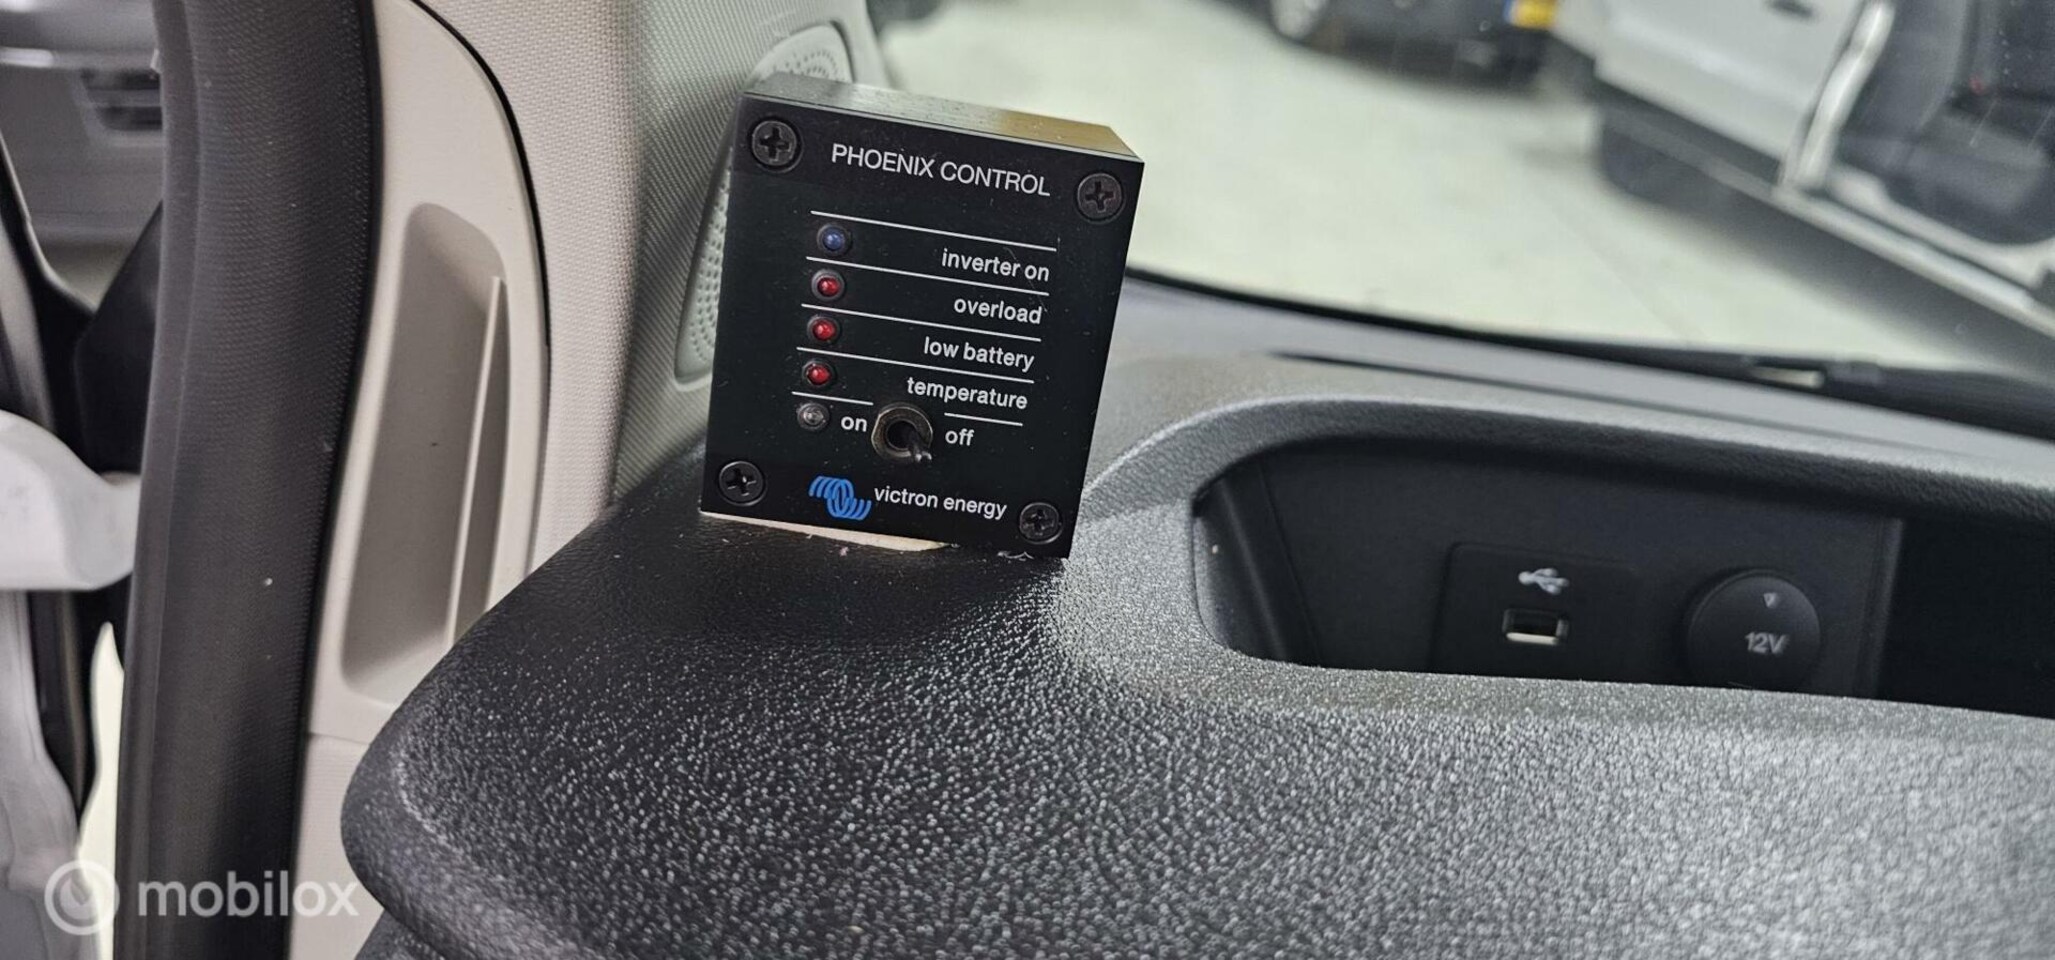 PHOENIX CONTROL
inverter on
overload
low battery
temperature
on off
victron energy
12V
mobilox